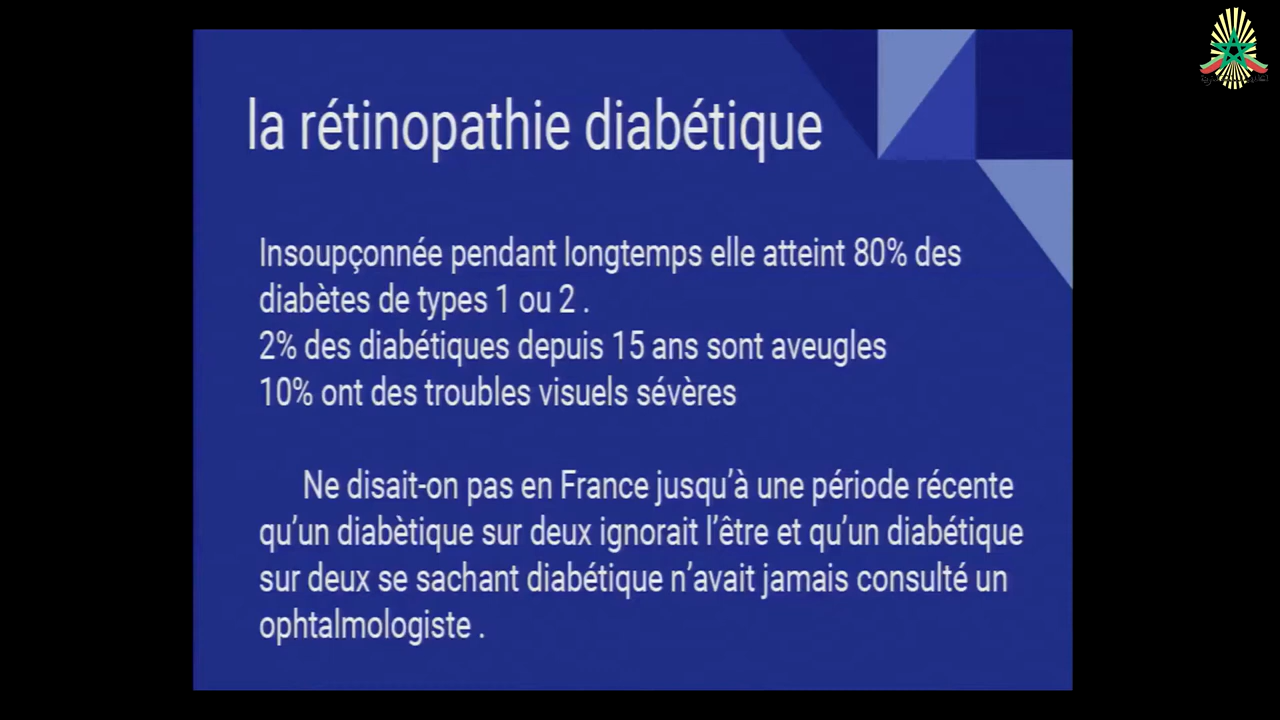 la rétinopathie diabétique
Insoupçonnée pendant longtemps elle atteint 80% des
diabètes de types 1 ou 2 .
2% des diabétiques depuis 15 ans sont aveugles
10% ont des troubles visuels sévères
Ne disait-on pas en France jusqu’à une période récente
qu’un diabètique sur deux ignorait l’être et qu’un diabétique
sur deux se sachant diabétique n’avait jamais consulté un
ophtalmologiste .